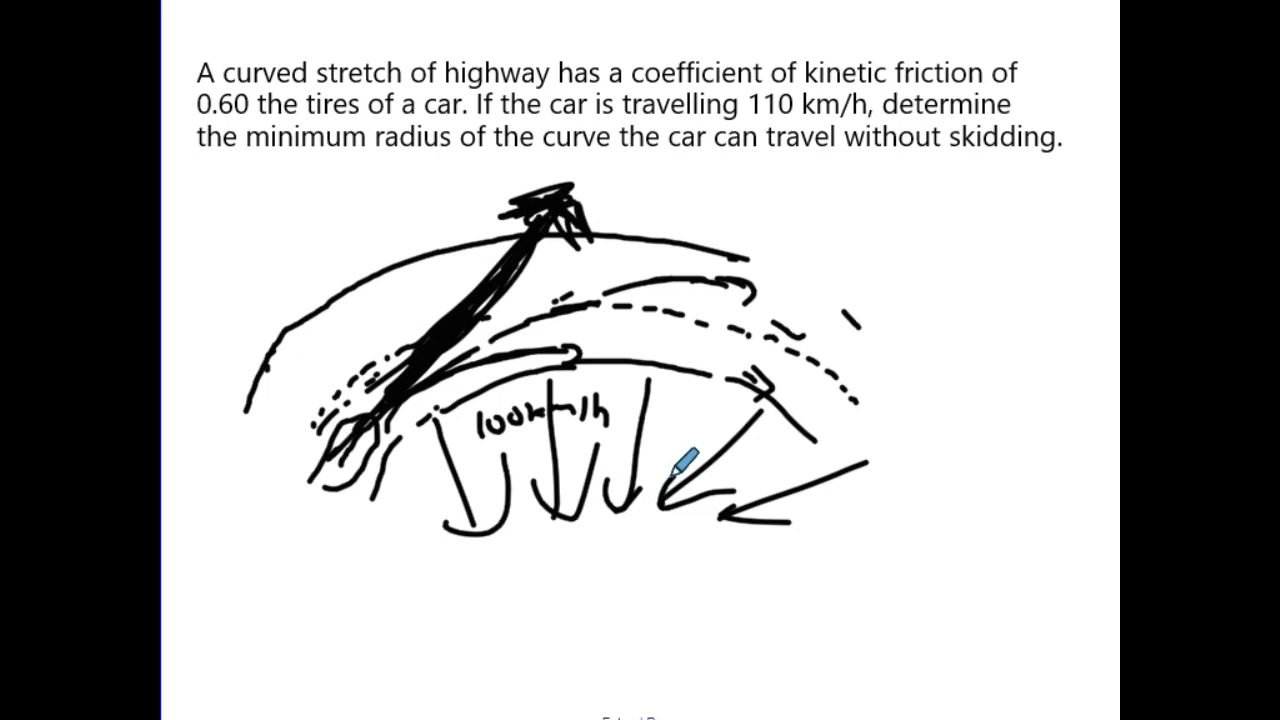 A curved stretch of highway has a coefficient of kinetic friction of
0.60 the tires of a car. If the car is travelling 110 km/h, determine
the minimum radius of the curve the car can travel without skidding.
100km/h